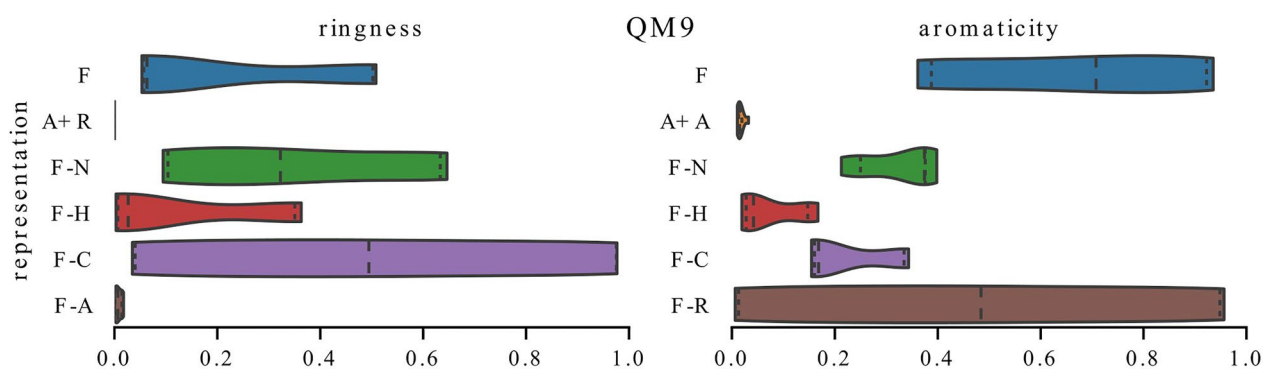 ringness QM9 aromaticity
representation
F
A+ R
F-N
F-H
F-C
F-A
0.0 0.2 0.4 0.6 0.8 1.0
F
A+ A
F-N
F-H
F-C
F-R
0.0 0.2 0.4 0.6 0.8 1.0